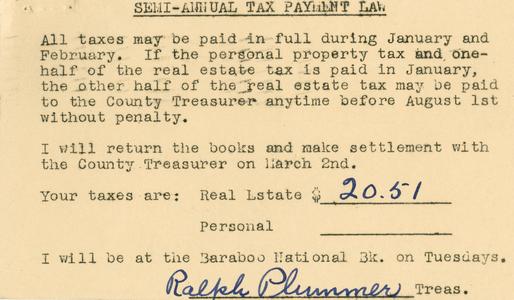 SEMI-ANNUAL TAX PAYMENT LAW
All taxes may be paid in full during January and
February. If the personal property tax and one-
half of the real estate tax is paid in January,
the other half of the real estate tax may be paid
to the County Treasurer anytime before August 1st
without penalty.
I will return the books and make settlement with
the County Treasurer on March 2nd.
Your taxes are: Real Lstate $ 20.51
Personal
I will be at the Baraboo National Bk. on Tuesdays.
Ralph Plummer Treas.